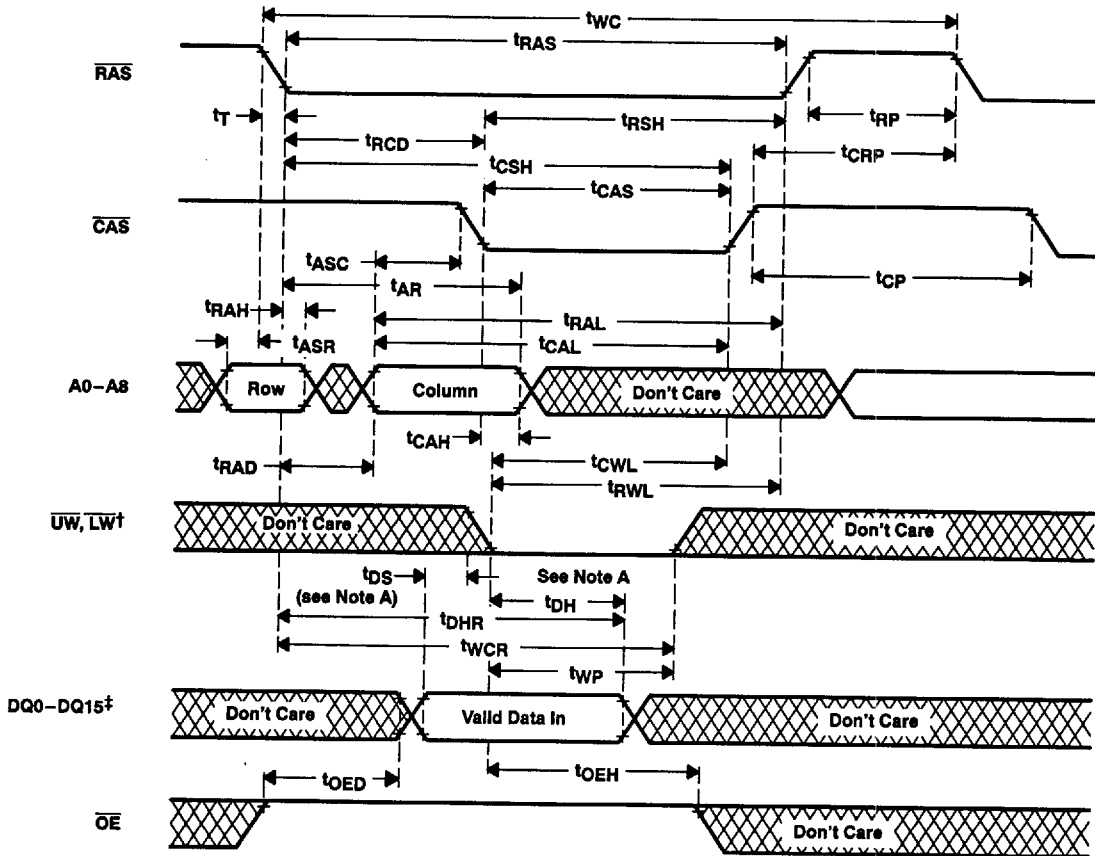 tWC
tRAS
RAS
tT
tRSH
tRP
tRCD
tCRP
tCSH
tCAS
CAS
tASC
tCP
tAR
tRAH
tRAL
tASR
tCAL
A0–A8
Row
Column
Don't Care
tCAH
tRAD
tCWL
tRWL
UW, LW†
Don't Care
Don't Care
tDS
See Note A
(see Note A)
tDH
tDHR
tWCR
tWP
DQ0–DQ15‡
Don't Care
Valid Data In
Don't Care
tOED
tOEH
OE
Don't Care